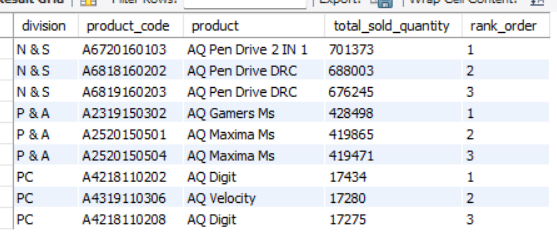 Result Grid Filter Rows: Export: Wrap Cell Content:
division product_code product total_sold_quantity rank_order
N & S A6720160103 AQ Pen Drive 2 IN 1 701373 1
N & S A6818160202 AQ Pen Drive DRC 688003 2
N & S A6819160203 AQ Pen Drive DRC 676245 3
P & A A2319150302 AQ Gamers Ms 428498 1
P & A A2520150501 AQ Maxima Ms 419865 2
P & A A2520150504 AQ Maxima Ms 419471 3
PC A4218110202 AQ Digit 17434 1
PC A4319110306 AQ Velocity 17280 2
PC A4218110208 AQ Digit 17275 3